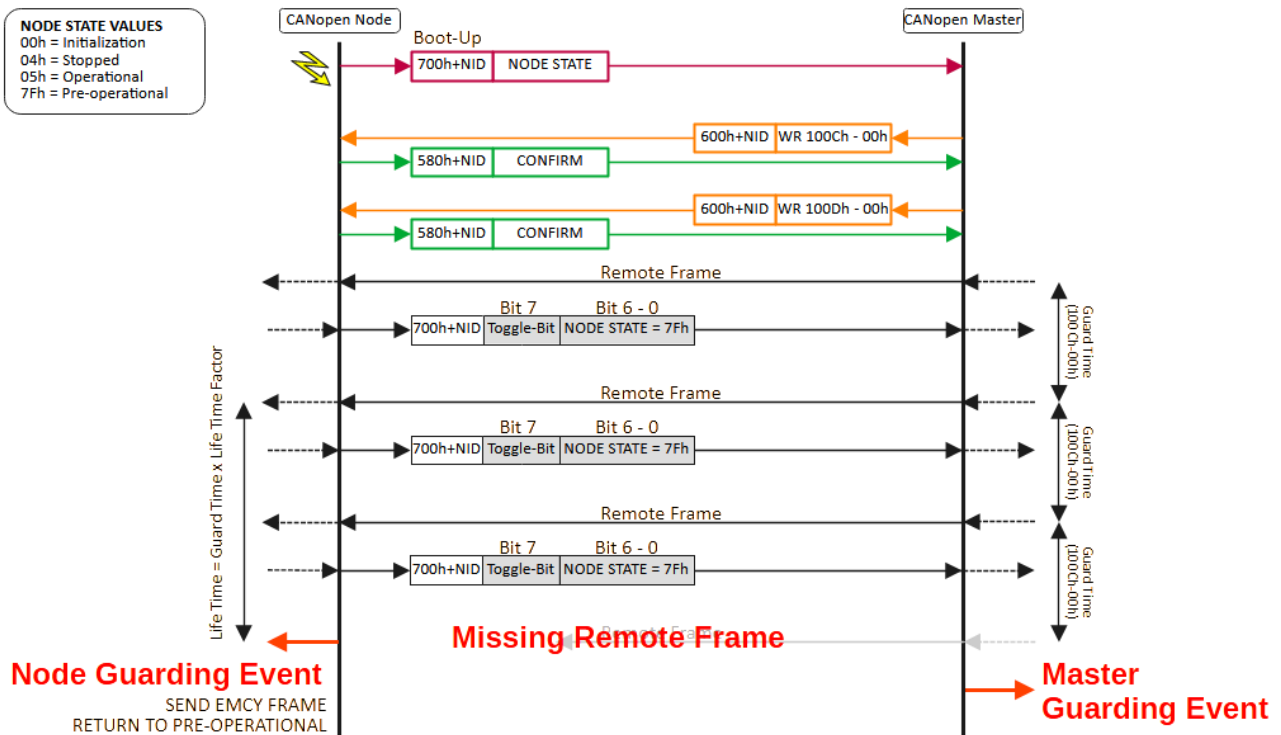 NODE STATE VALUES
00h = Initialization
04h = Stopped
05h = Operational
7Fh = Pre-operational
CANopen Node
CANopen Master
Boot-Up
700h+NID NODE STATE
600h+NID WR 100Ch - 00h
580h+NID CONFIRM
600h+NID WR 100Dh - 00h
580h+NID CONFIRM
Remote Frame
Bit 7 Bit 6 - 0
700h+NID Toggle-Bit NODE STATE = 7Fh
Guard Time
(100Ch-00h)
Remote Frame
Bit 7 Bit 6 - 0
700h+NID Toggle-Bit NODE STATE = 7Fh
Guard Time
(100Ch-00h)
Remote Frame
Bit 7 Bit 6 - 0
700h+NID Toggle-Bit NODE STATE = 7Fh
Guard Time
(100Ch-00h)
Life Time = Guard Time x Life Time Factor
Remote Frame
Missing Remote Frame
Node Guarding Event
SEND EMCY FRAME
RETURN TO PRE-OPERATIONAL
Master
Guarding Event